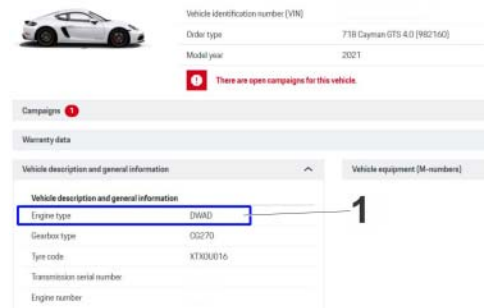 Vehicle identification number (VIN)
Order type 718 Cayman GTS 4.0 [982160]
Model year 2021
There are open campaigns for this vehicle.
Campaigns 1
Warranty data
Vehicle description and general information
Vehicle equipment (M-numbers)
Vehicle description and general information
Engine type DWAD
1
Gearbox type CG270
Tyre code XTX0U016
Transmission serial number
Engine number